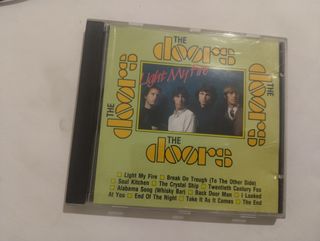 THE
doors
Light My Fire
THE
doors
THE
doors
THE
doors
□ Light My Fire □ Break On Trough (To The Other Side)
□ Soul Kitchen □ The Crystal Ship □ Twentieth Century Fox
□ Alabama Song (Whisky Bar) □ Back Door Man □ I Looked
At You □ End Of The Night □ Take It As It Comes □ The End